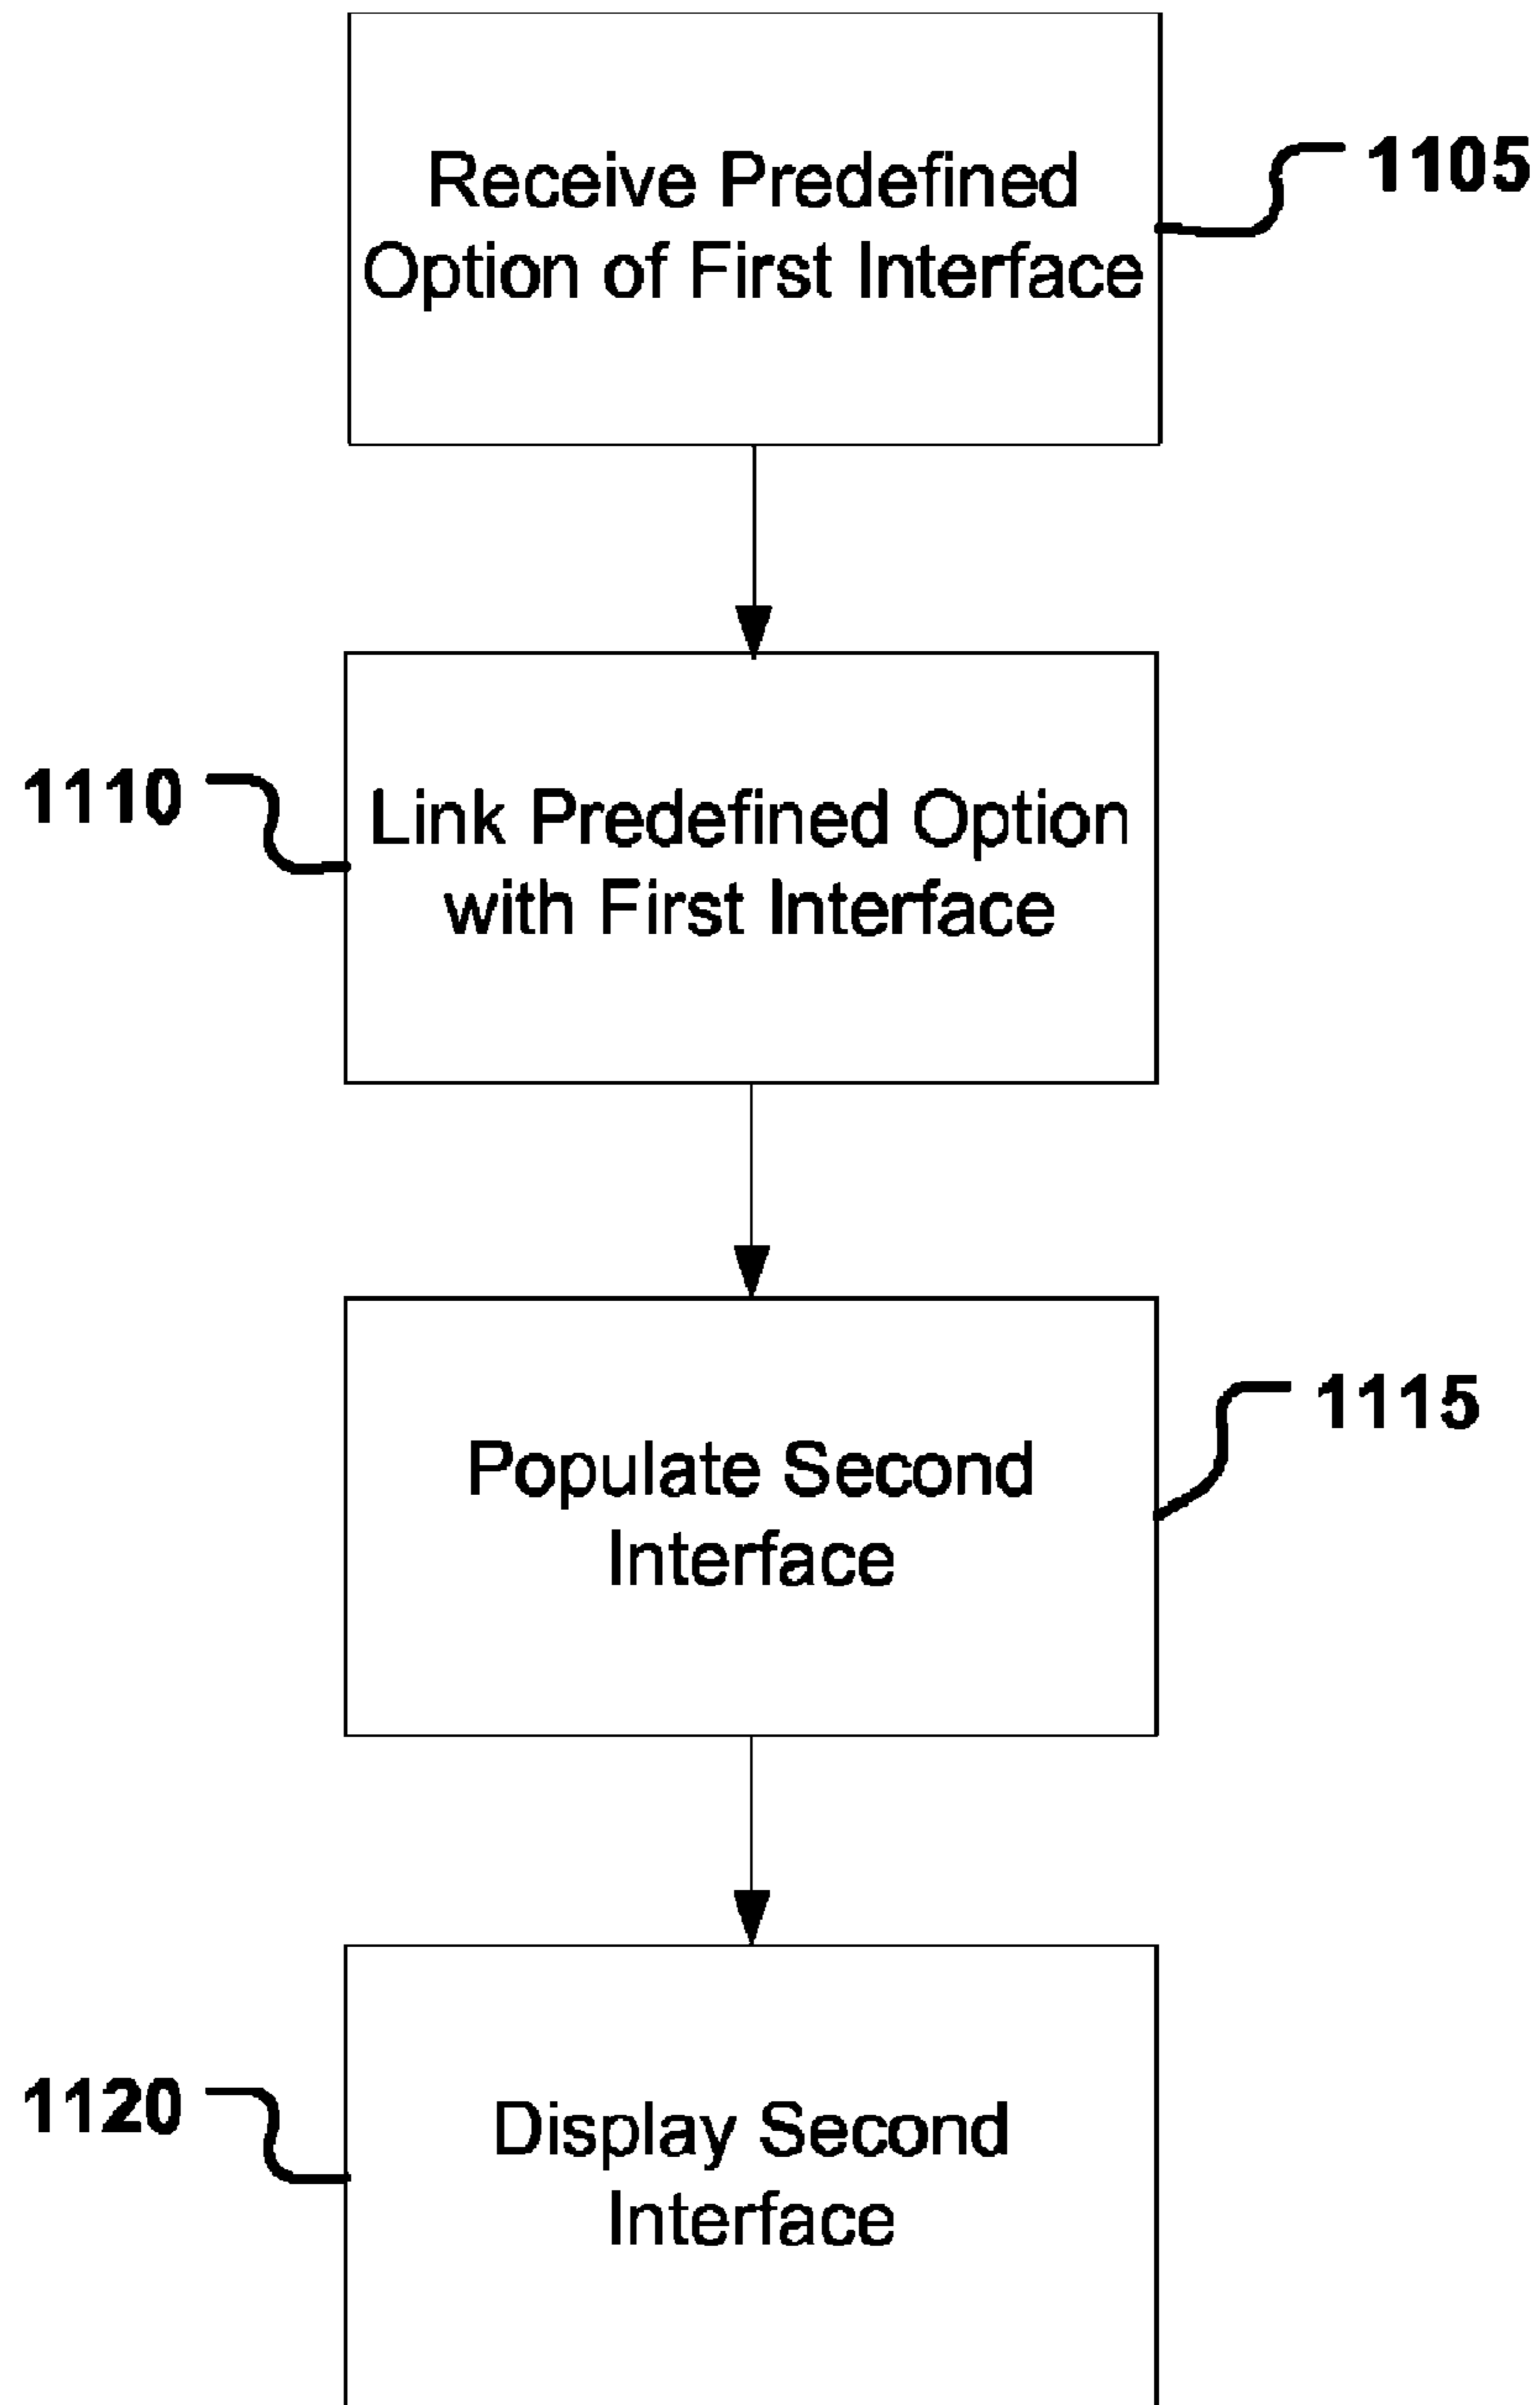 Receive Predefined
Option of First Interface
1105
1110
Link Predefined Option
with First Interface
Populate Second
Interface
1115
1120
Display Second
Interface